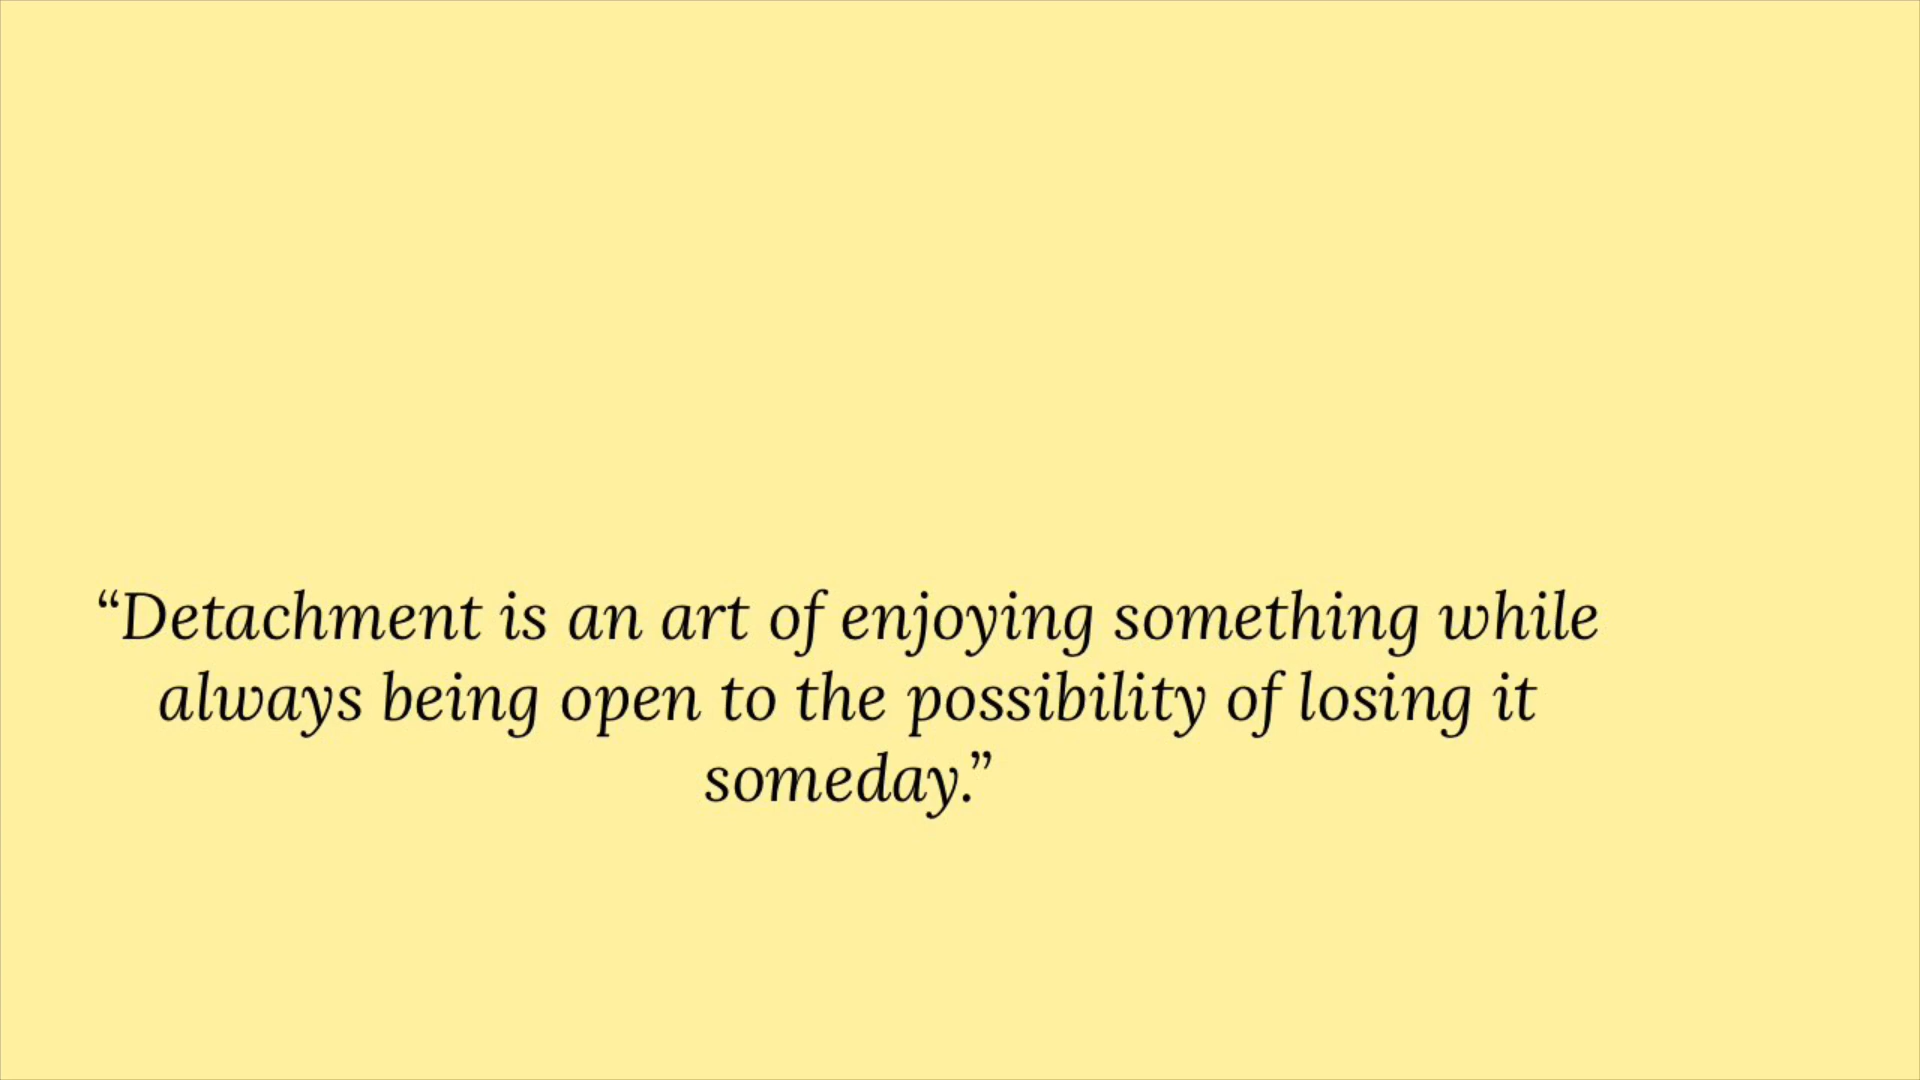 “Detachment is an art of enjoying something while
always being open to the possibility of losing it
someday.”